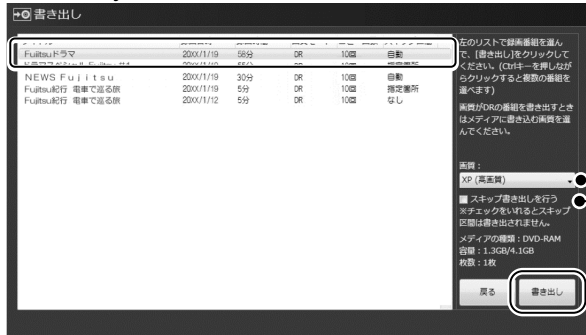 書き出し
Fujitsuドラマ 20XX/1/19 58分 DR 10回 自動
NEWS Fujitsu 20XX/1/19 30分 DR 10回 自動
Fujitsu紀行 電車で巡る旅 20XX/1/19 5分 DR 10回 指定箇所
Fujitsu紀行 電車で巡る旅 20XX/1/12 5分 DR 10回 なし
左のリストで録画番組を選ん
で、[書き出し]をクリックして
ください。(Ctrlキーを押しなが
らクリックすると複数の番組を
選べます)
画質がDRの番組を書き出すとき
はメディアに書き込む画質を選
んでください。
画質：
XP (高画質)
スキップ書き出しを行う
※チェックをいれるとスキップ
区間は書き出されません。
メディアの種類：DVD-RAM
容量：1.3GB/4.1GB
枚数：1枚
戻る
書き出し